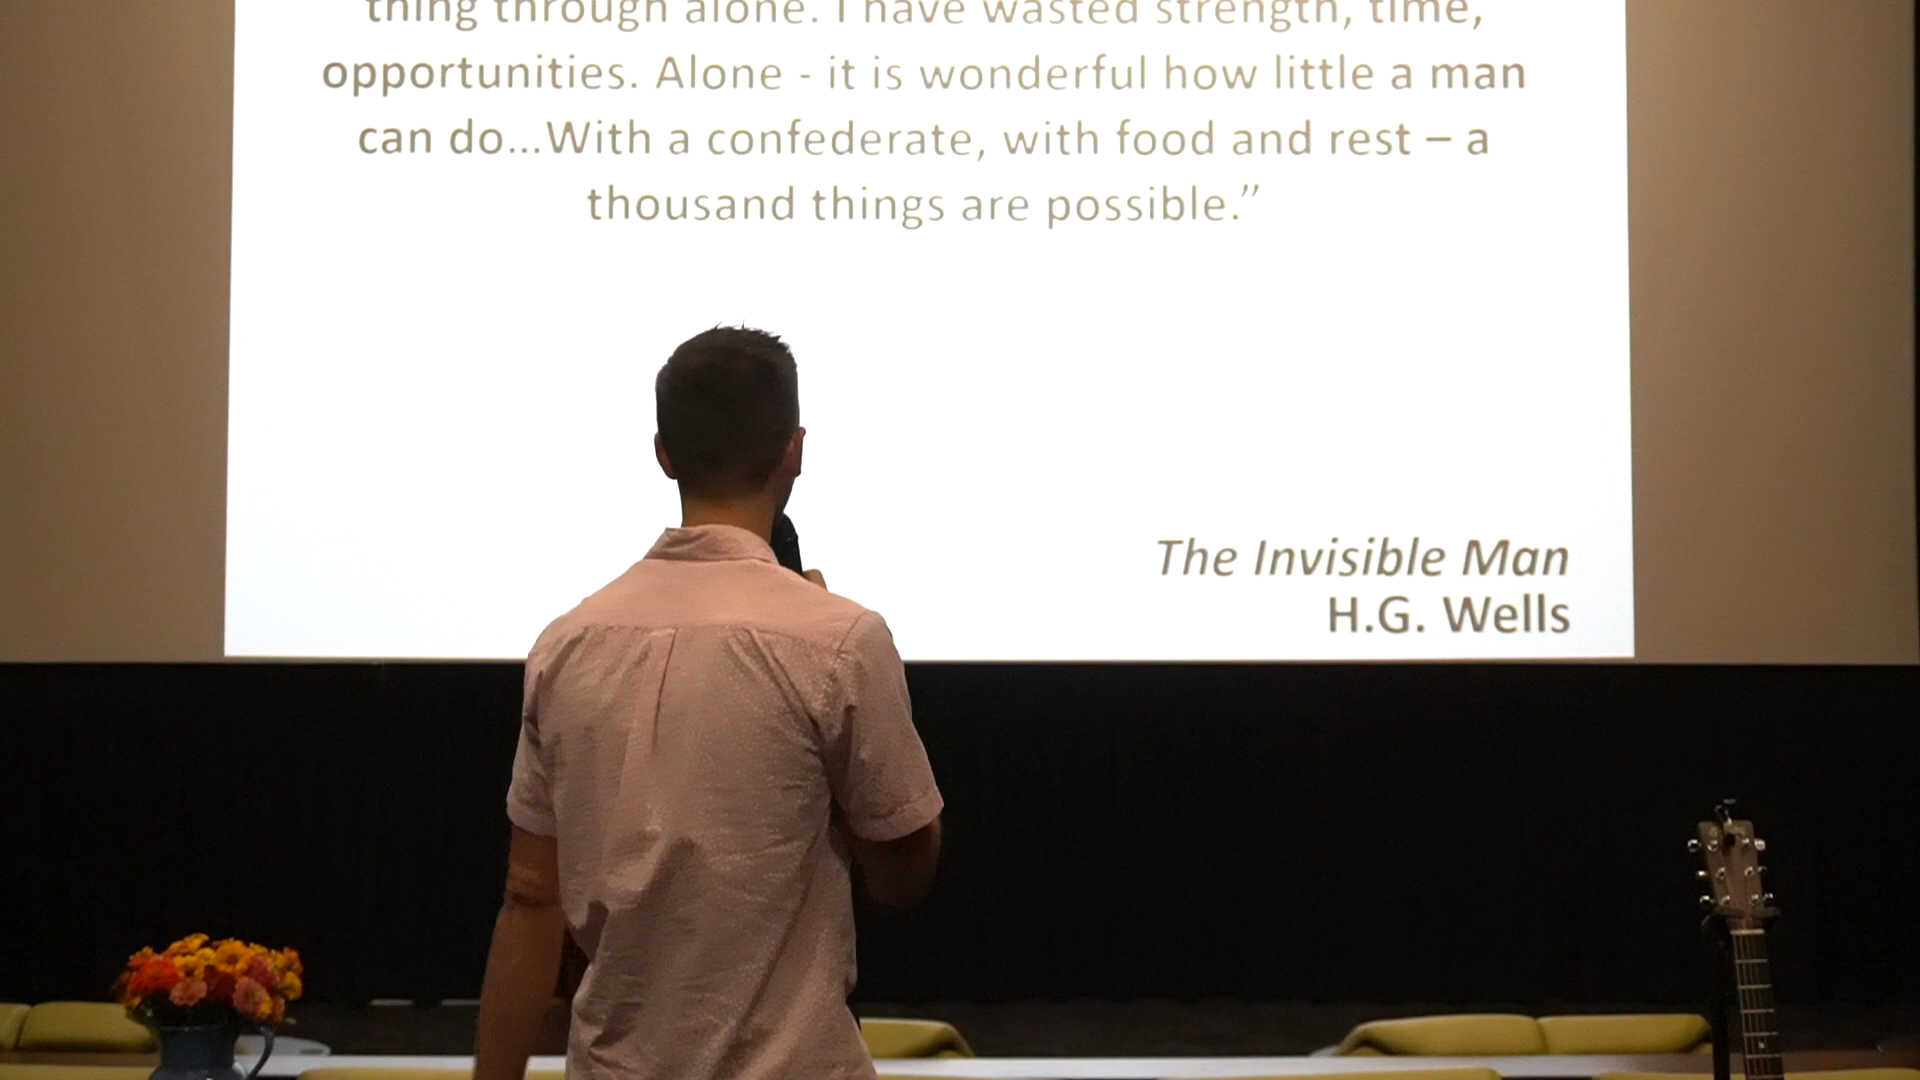 thing through alone. I have wasted strength, time,
opportunities. Alone - it is wonderful how little a man
can do...With a confederate, with food and rest – a
thousand things are possible.”
The Invisible Man
H.G. Wells